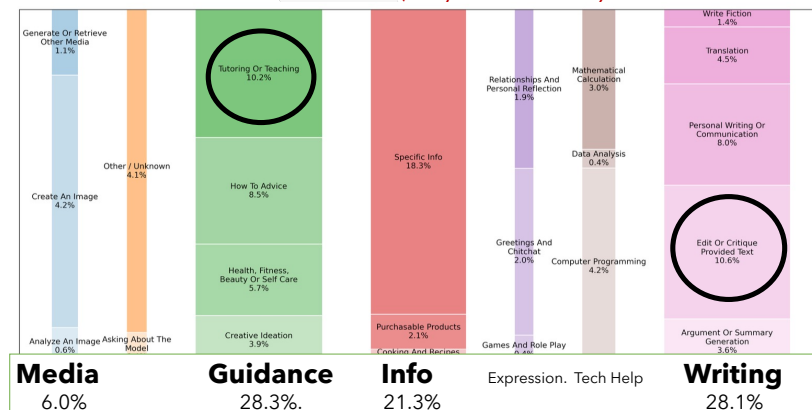 Generate Or Retrieve
Other Media
1.1%
Create An Image
4.2%
Analyze An Image
0.6%
Other / Unknown
4.1%
Asking About The
Model
Tutoring Or Teaching
10.2%
How To Advice
8.5%
Health, Fitness,
Beauty Or Self Care
5.7%
Creative Ideation
3.9%
Specific Info
18.3%
Purchasable Products
2.1%
Cooking And Recipes
Relationships And
Personal Reflection
1.9%
Greetings And
Chitchat
2.0%
Games And Role Play
0.4%
Mathematical
Calculation
3.0%
Data Analysis
0.4%
Computer Programming
4.2%
Write Fiction
1.4%
Translation
4.5%
Personal Writing Or
Communication
8.0%
Edit Or Critique
Provided Text
10.6%
Argument Or Summary
Generation
3.6%
Media
6.0%
Guidance
28.3%.
Info
21.3%
Expression. Tech Help
Writing
28.1%